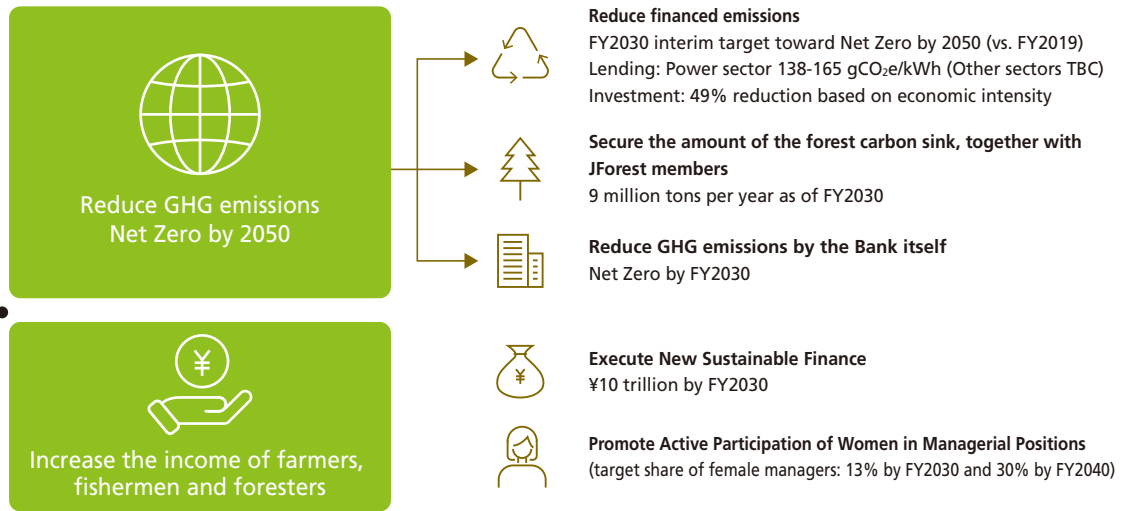 Reduce GHG emissions
Net Zero by 2050
Reduce financed emissions
FY2030 interim target toward Net Zero by 2050 (vs. FY2019)
Lending: Power sector 138-165 gCO₂e/kWh (Other sectors TBC)
Investment: 49% reduction based on economic intensity
Secure the amount of the forest carbon sink, together with
JForest members
9 million tons per year as of FY2030
Reduce GHG emissions by the Bank itself
Net Zero by FY2030
¥
Increase the income of farmers,
fishermen and foresters
¥
Execute New Sustainable Finance
¥10 trillion by FY2030
Promote Active Participation of Women in Managerial Positions
(target share of female managers: 13% by FY2030 and 30% by FY2040)